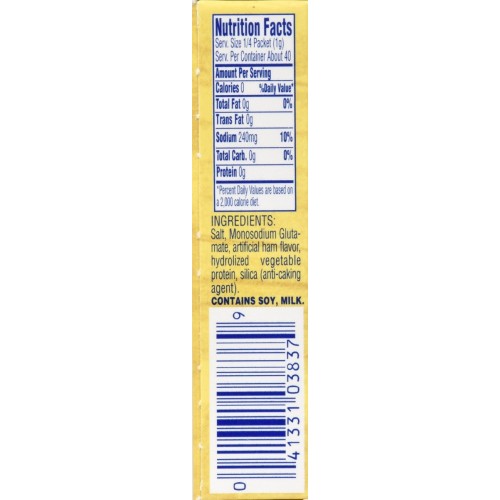 Nutrition Facts
Serv. Size 1/4 Packet (1g)
Serv. Per Container About 40
Amount Per Serving
Calories 0 %Daily Value*
Total Fat 0g 0%
Trans Fat 0g
Sodium 240mg 10%
Total Carb. 0g 0%
Protein 0g
*Percent Daily Values are based on
a 2,000 calorie diet.
INGREDIENTS:
Salt, Monosodium Gluta-
mate, artificial ham flavor,
hydrolized vegetable
protein, silica (anti-caking
agent).
CONTAINS SOY, MILK.
0 41331 03837 9